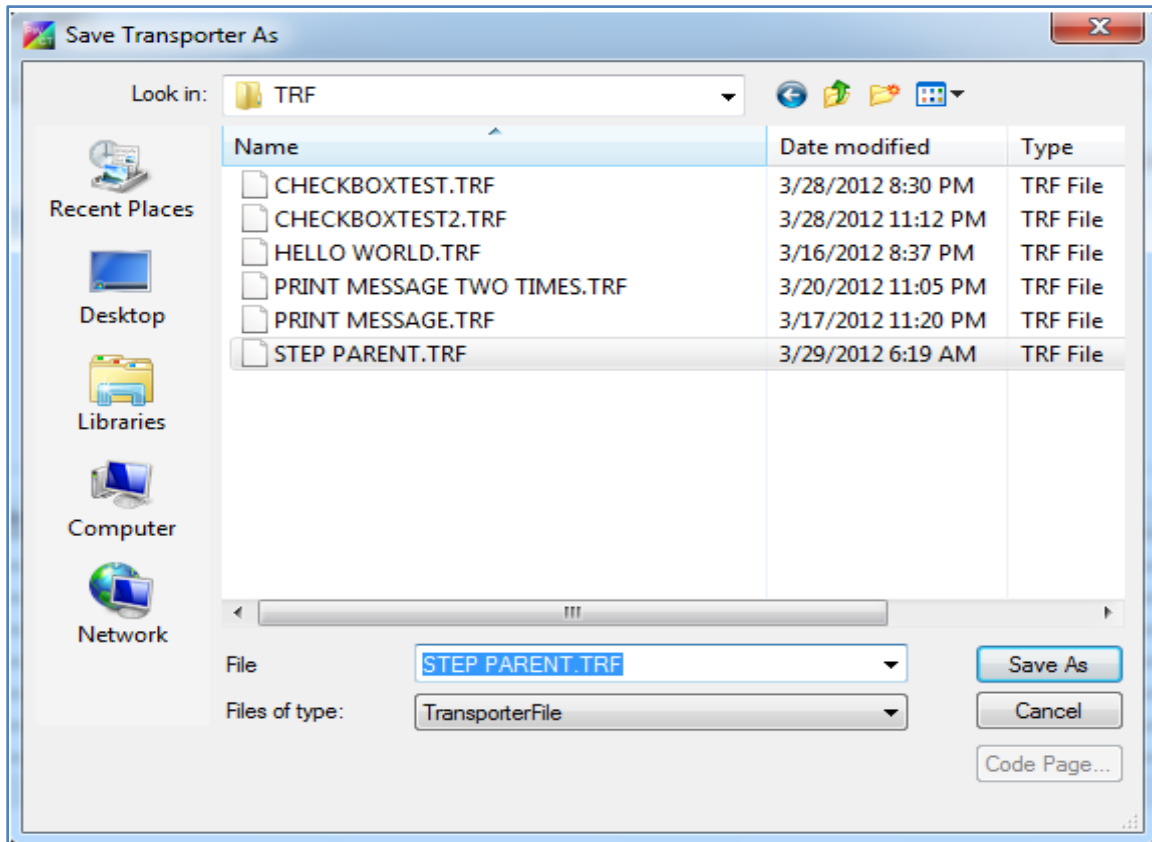 Save Transporter As
Look in: TRF
Name Date modified Type
CHECKBOXTEST.TRF 3/28/2012 8:30 PM TRF File
CHECKBOXTEST2.TRF 3/28/2012 11:12 PM TRF File
HELLO WORLD.TRF 3/16/2012 8:37 PM TRF File
PRINT MESSAGE TWO TIMES.TRF 3/20/2012 11:05 PM TRF File
PRINT MESSAGE.TRF 3/17/2012 11:20 PM TRF File
STEP PARENT.TRF 3/29/2012 6:19 AM TRF File
Recent Places
Desktop
Libraries
Computer
Network
File STEP PARENT.TRF Save As
Files of type: TransporterFile Cancel
Code Page...